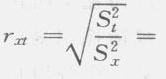 r_{xt} = \sqrt{\frac{S_t^2}{S_x^2}} =